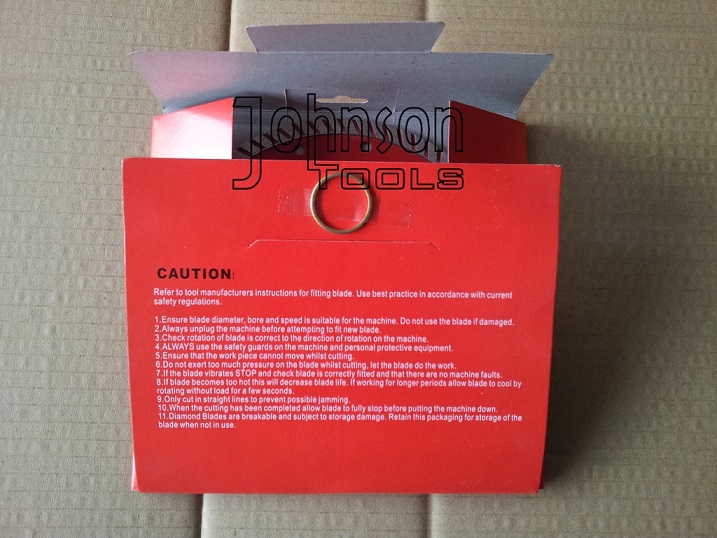 Johnson
TOOLS
CAUTION:
Refer to tool manufacturers instructions for fitting blade. Use best practice in accordance with current
safety regulations.
1.Ensure blade diameter, bore and speed is suitable for the machine. Do not use the blade if damaged.
2.Always unplug the machine before attempting to fit new blade.
3.Check rotation of blade is correct to the direction of rotation on the machine.
4.ALWAYS use the safety guards on the machine and personal protective equipment.
5.Ensure that the work piece cannot move whilst cutting.
6.Do not exert too much pressure on the blade whilst cutting, let the blade do the work.
7.If the blade vibrates STOP and check blade is correctly fitted and that there are no machine faults.
8.If blade becomes too hot this will decrease blade life. If working for longer periods allow blade to cool by
rotating without load for a few seconds.
9.Only cut in straight lines to prevent possible jamming.
10.When the cutting has been completed allow blade to fully stop before putting the machine down.
11.Diamond Blades are breakable and subject to storage damage. Retain this packaging for storage of the
blade when not in use.